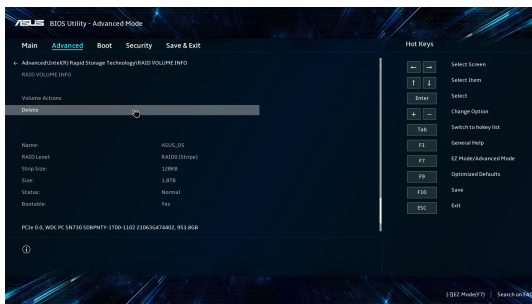 ASUS BIOS Utility - Advanced Mode
Main Advanced Boot Security Save & Exit
Hot Keys
← Advanced\Intel(R) Rapid Storage Technology\RAID VOLUME INFO
RAID VOLUME INFO
Volume Actions
Delete
Name: ASUS_OS
RAID Level: RAID0 (Stripe)
Strip Size: 128KB
Size: 1.8TB
Status: Normal
Bootable: Yes
PCIe 0.0, WDC PC SN730 SDBPNTY-1T00-1102 21063G474402, 953.8GB
← → Select Screen
↑ ↓ Select Item
Enter Select
+ − Change Option
Tab Switch to hokey list
F1 General Help
F7 EZ Mode/Advanced Mode
F9 Optimized Defaults
F10 Save
ESC Exit
EZ Mode(F7) | Search on